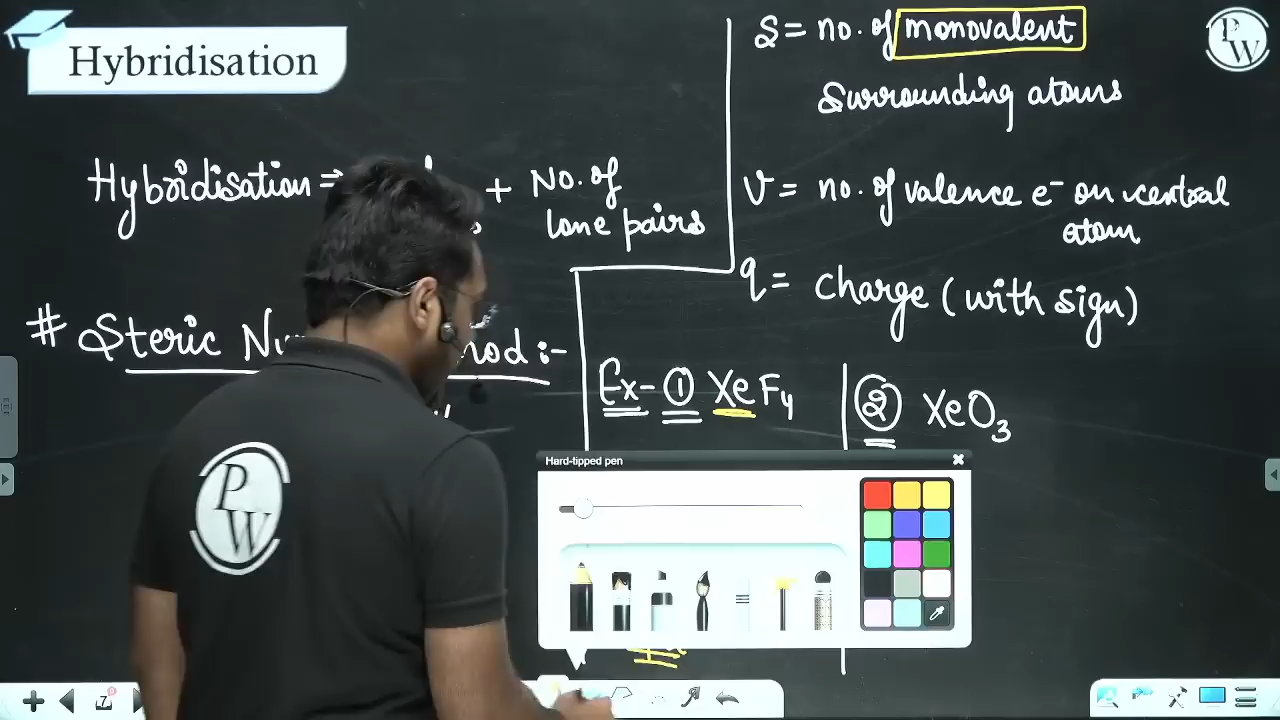 Hybridisation
S = no. of monovalent
surrounding atoms
P
W
Hybridisation ⇒ + No. of
lone pairs
V = no. of valence e⁻ on central
atom
q = charge (with sign)
# Steric :-
Ex- ① XeF₄
② XeO₃
Hard-tipped pen
P
W
7